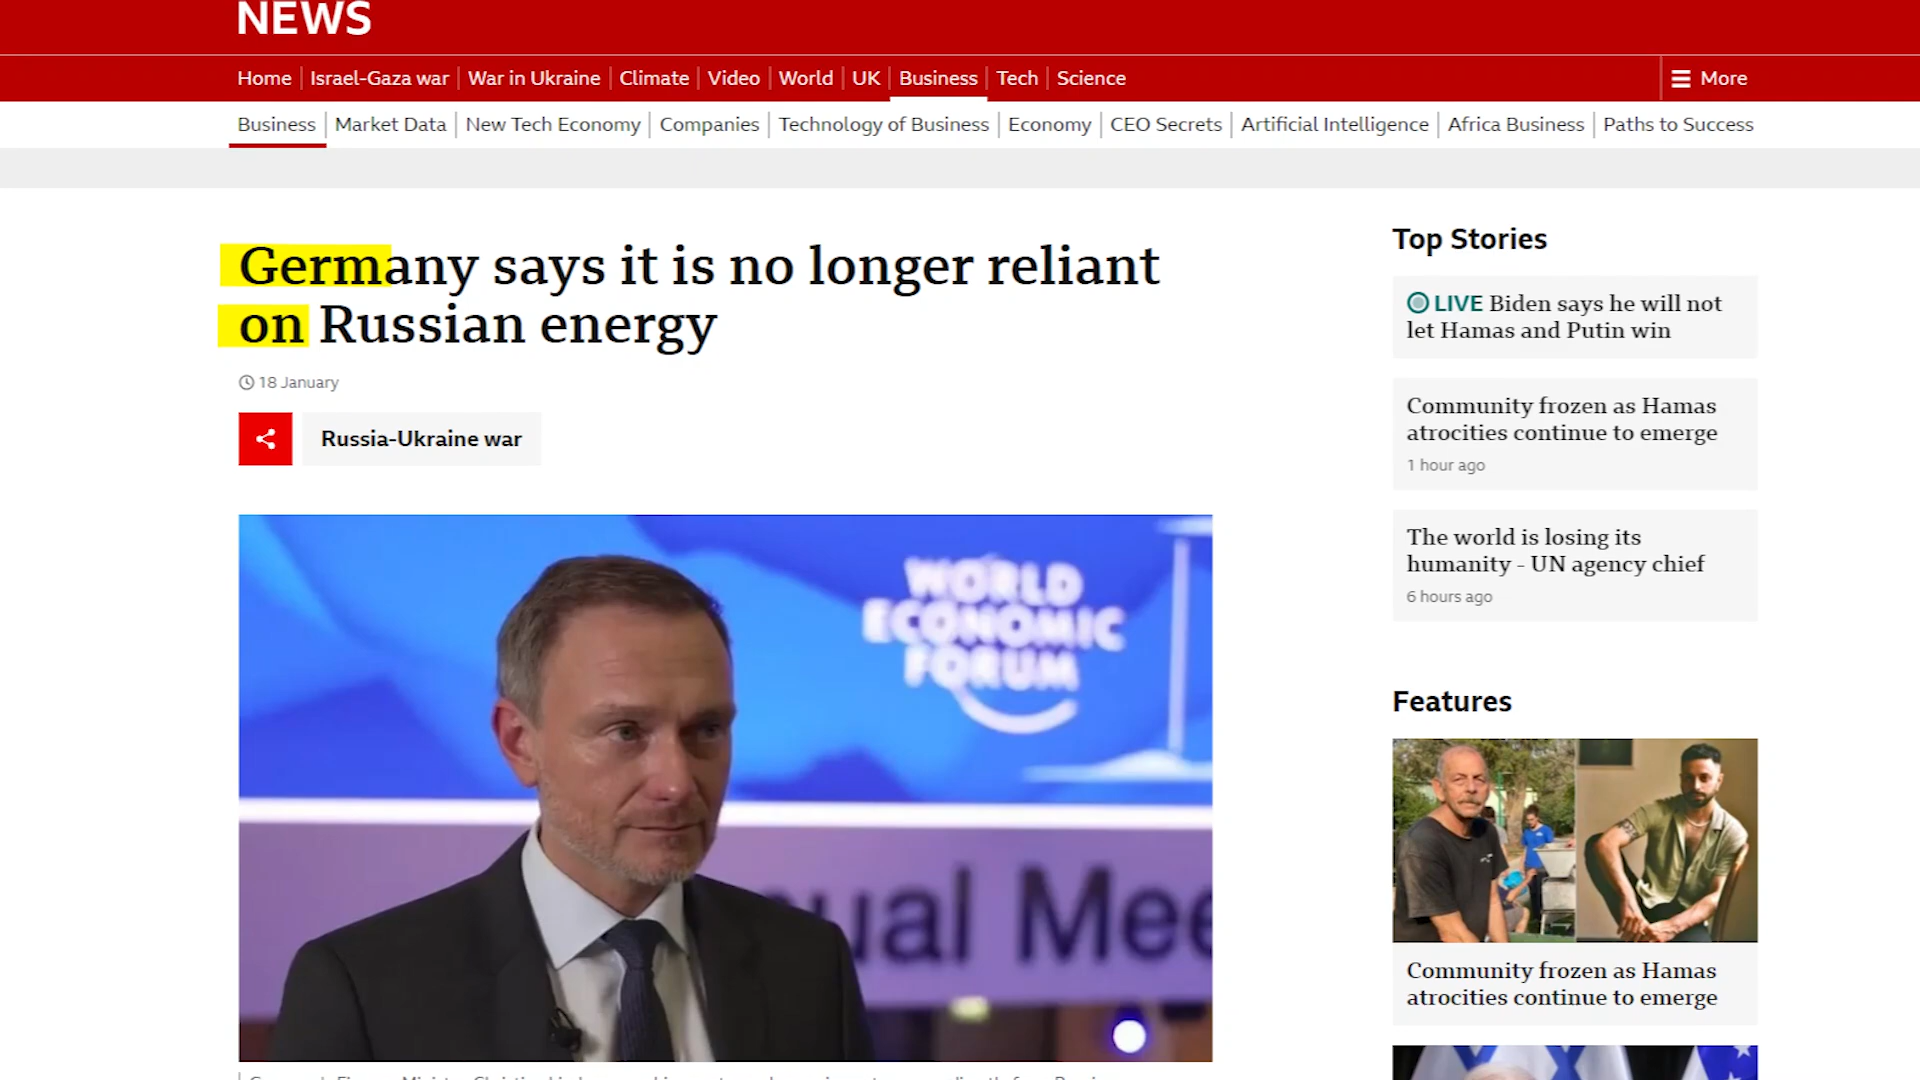 NEWS
Home
Israel-Gaza war
War in Ukraine
Climate
Video
World
UK
Business
Tech
Science
More
Business
Market Data
New Tech Economy
Companies
Technology of Business
Economy
CEO Secrets
Artificial Intelligence
Africa Business
Paths to Success
Germany says it is no longer reliant
on Russian energy
18 January
Russia-Ukraine war
WORLD
ECONOMIC
FORUM
ual Mee
Top Stories
LIVE Biden says he will not
let Hamas and Putin win
Community frozen as Hamas
atrocities continue to emerge
1 hour ago
The world is losing its
humanity - UN agency chief
6 hours ago
Features
Community frozen as Hamas
atrocities continue to emerge